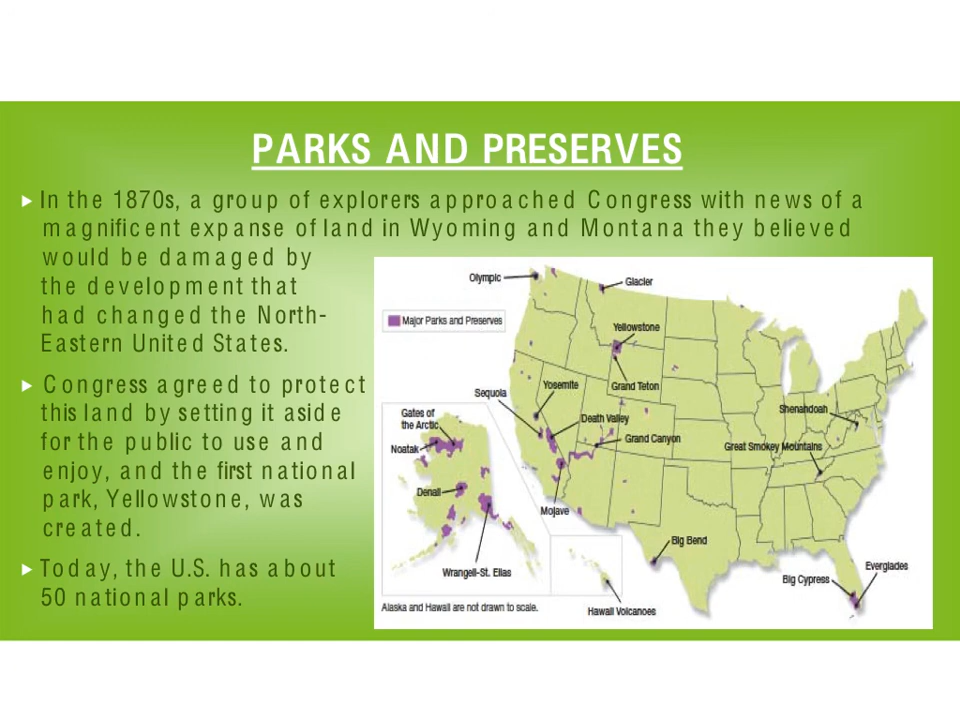 PARKS AND PRESERVES
▶ In the 1870s, a group of explorers approached Congress with news of a
magnificent expanse of land in Wyoming and Montana they believed
would be damaged by
the development that
had changed the North-
Eastern United States.
▶ Congress agreed to protect
this land by setting it aside
for the public to use and
enjoy, and the first national
park, Yellowstone, was
created.
▶ Today, the U.S. has about
50 national parks.
Olympic
Glacier
Major Parks and Preserves
Yellowstone
Sequoia
Yosemite
Grand Teton
Gates of
the Arctic
Death Valley
Shenandoah
Noatak
Grand Canyon
Great Smokey Mountains
Denali
Mojave
Big Bend
Wrangell-St. Elias
Big Cypress
Everglades
Alaska and Hawaii are not drawn to scale.
Hawaii Volcanoes